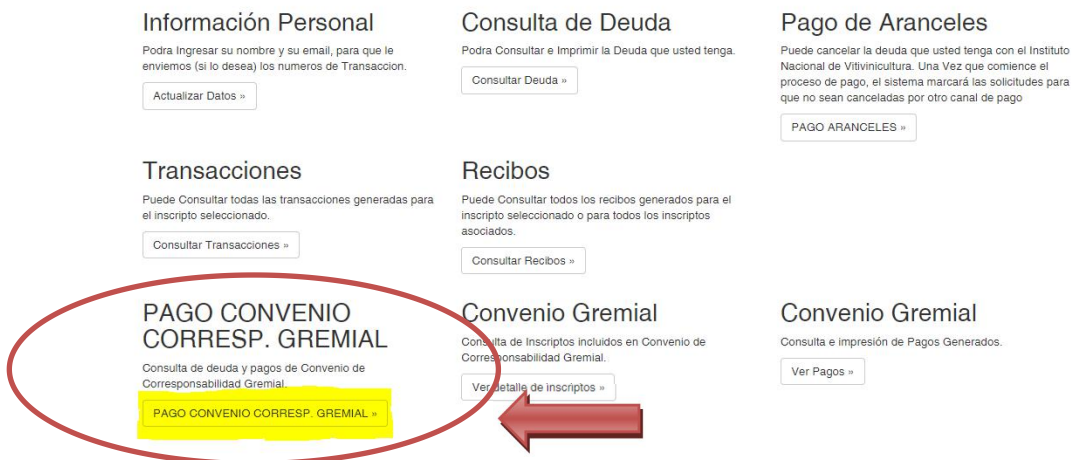 Información Personal
Podra Ingresar su nombre y su email, para que le
enviemos (si lo desea) los numeros de Transaccion.
Actualizar Datos »
Consulta de Deuda
Podra Consultar e Imprimir la Deuda que usted tenga.
Consultar Deuda »
Pago de Aranceles
Puede cancelar la deuda que usted tenga con el Instituto
Nacional de Vitivinicultura. Una Vez que comience el
proceso de pago, el sistema marcará las solicitudes para
que no sean canceladas por otro canal de pago
PAGO ARANCELES »
Transacciones
Puede Consultar todas las transacciones generadas para
el inscripto seleccionado.
Consultar Transacciones »
Recibos
Puede Consultar todos los recibos generados para el
inscripto seleccionado o para todos los inscriptos
asociados.
Consultar Recibos »
PAGO CONVENIO
CORRESP. GREMIAL
Consulta de deuda y pagos de Convenio de
Corresponsabilidad Gremial.
PAGO CONVENIO CORRESP. GREMIAL »
Convenio Gremial
Consulta de Inscriptos incluidos en Convenio de
Corresponsabilidad Gremial.
Ver detalle de inscriptos »
Convenio Gremial
Consulta e impresión de Pagos Generados.
Ver Pagos »